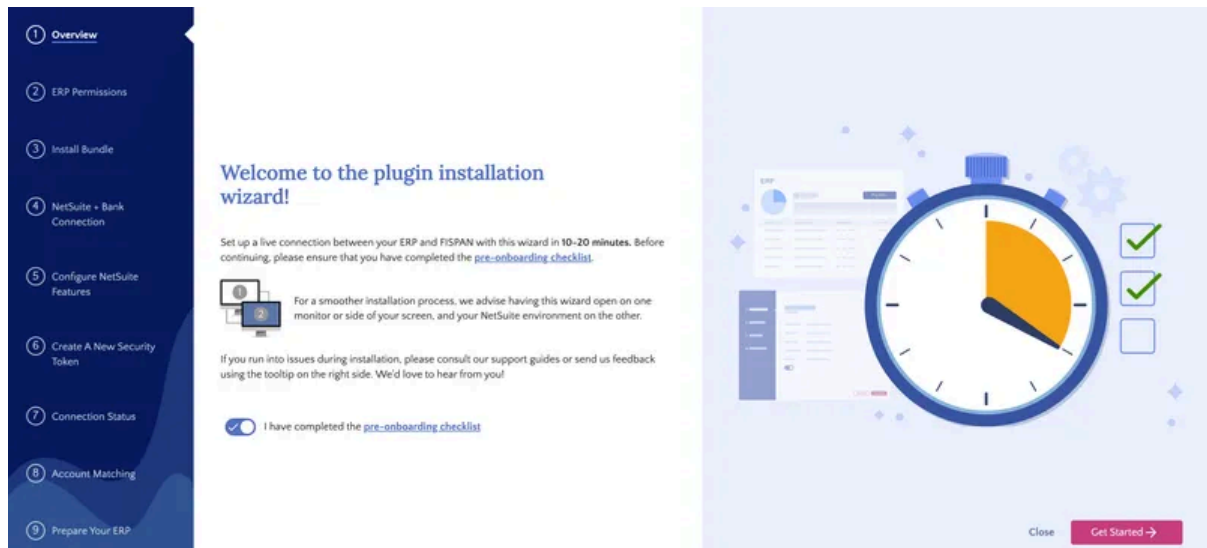 1 Overview
2 ERP Permissions
3 Install Bundle
4 NetSuite + Bank
Connection
5 Configure NetSuite
Features
6 Create A New Security
Token
7 Connection Status
8 Account Matching
9 Prepare Your ERP
Welcome to the plugin installation
wizard!
Set up a live connection between your ERP and FISPAN with this wizard in 10-20 minutes. Before
continuing, please ensure that you have completed the pre-onboarding checklist.
1
2
For a smoother installation process, we advise having this wizard open on one
monitor or side of your screen, and your NetSuite environment on the other.
If you run into issues during installation, please consult our support guides or send us feedback
using the tooltip on the right side. We'd love to hear from you!
I have completed the pre-onboarding checklist
ERP
Close
Get Started →